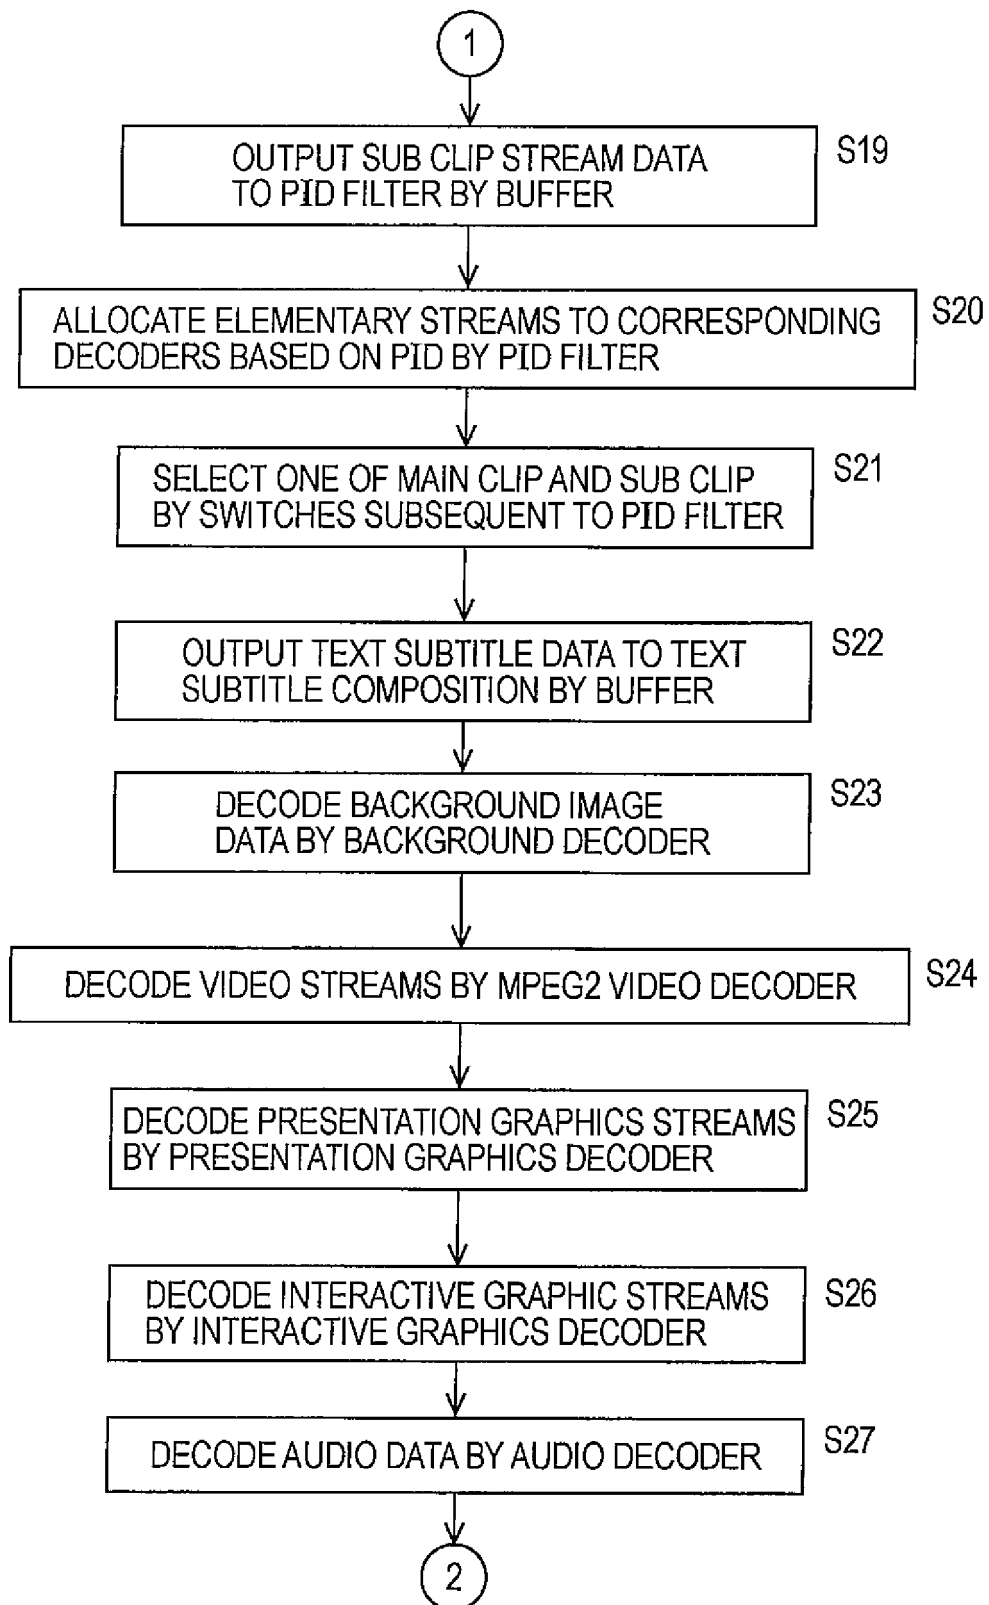 1
S19
OUTPUT SUB CLIP STREAM DATA
TO PID FILTER BY BUFFER
S20
ALLOCATE ELEMENTARY STREAMS TO CORRESPONDING
DECODERS BASED ON PID BY PID FILTER
S21
SELECT ONE OF MAIN CLIP AND SUB CLIP
BY SWITCHES SUBSEQUENT TO PID FILTER
S22
OUTPUT TEXT SUBTITLE DATA TO TEXT
SUBTITLE COMPOSITION BY BUFFER
S23
DECODE BACKGROUND IMAGE
DATA BY BACKGROUND DECODER
S24
DECODE VIDEO STREAMS BY MPEG2 VIDEO DECODER
S25
DECODE PRESENTATION GRAPHICS STREAMS
BY PRESENTATION GRAPHICS DECODER
S26
DECODE INTERACTIVE GRAPHIC STREAMS
BY INTERACTIVE GRAPHICS DECODER
S27
DECODE AUDIO DATA BY AUDIO DECODER
2